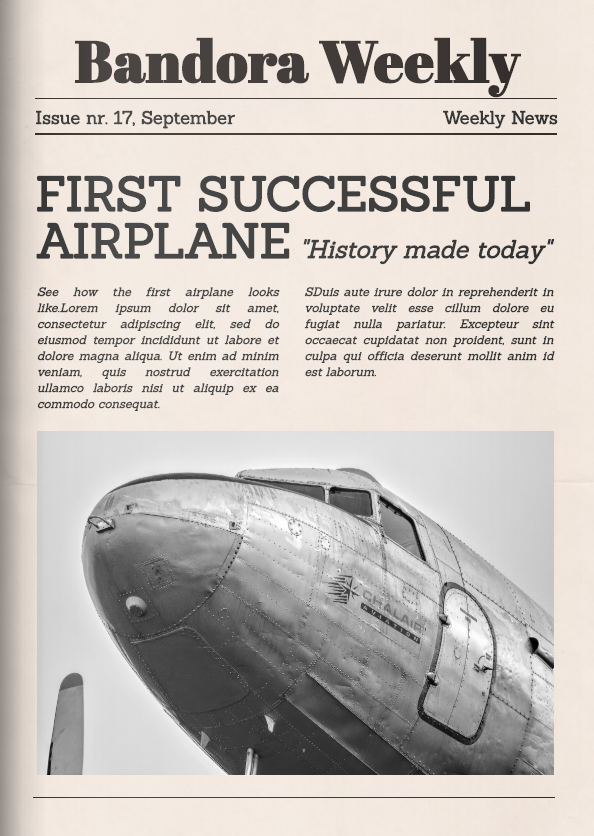 Bandora Weekly
Issue nr. 17, September
Weekly News
FIRST SUCCESSFUL
AIRPLANE "History made today"
See how the first airplane looks
like.Lorem ipsum dolor sit amet,
consectetur adipiscing elit, sed do
eiusmod tempor incididunt ut labore et
dolore magna aliqua. Ut enim ad minim
veniam, quis nostrud exercitation
ullamco laboris nisi ut aliquip ex ea
commodo consequat.
SDuis aute irure dolor in reprehenderit in
voluptate velit esse cillum dolore eu
fugiat nulla pariatur. Excepteur sint
occaecat cupidatat non proident, sunt in
culpa qui officia deserunt mollit anim id
est laborum.
CHALAIR
AVIATION